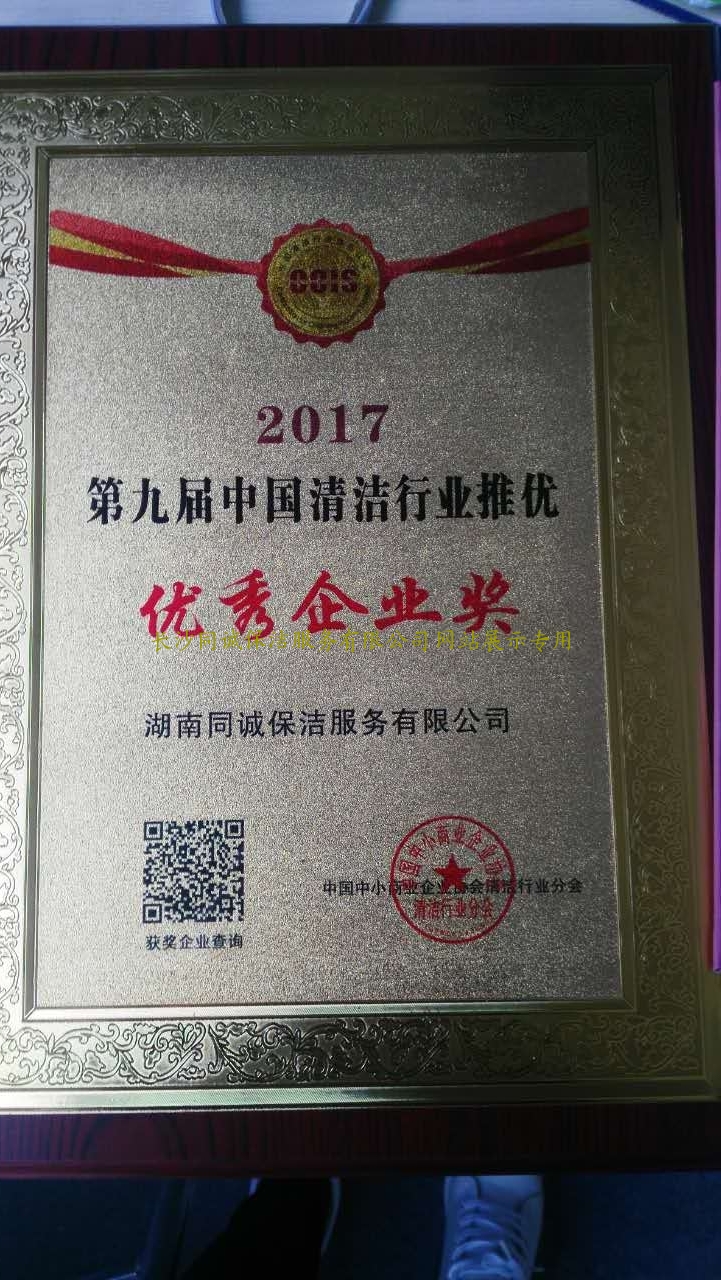 CCIS
2017
第九届中国清洁行业推优
优秀企业奖
长沙同诚保洁服务有限公司网站展示专用
湖南同诚保洁服务有限公司
中国中小商业企业协会清洁行业分会
清洁行业分会
获奖企业查询